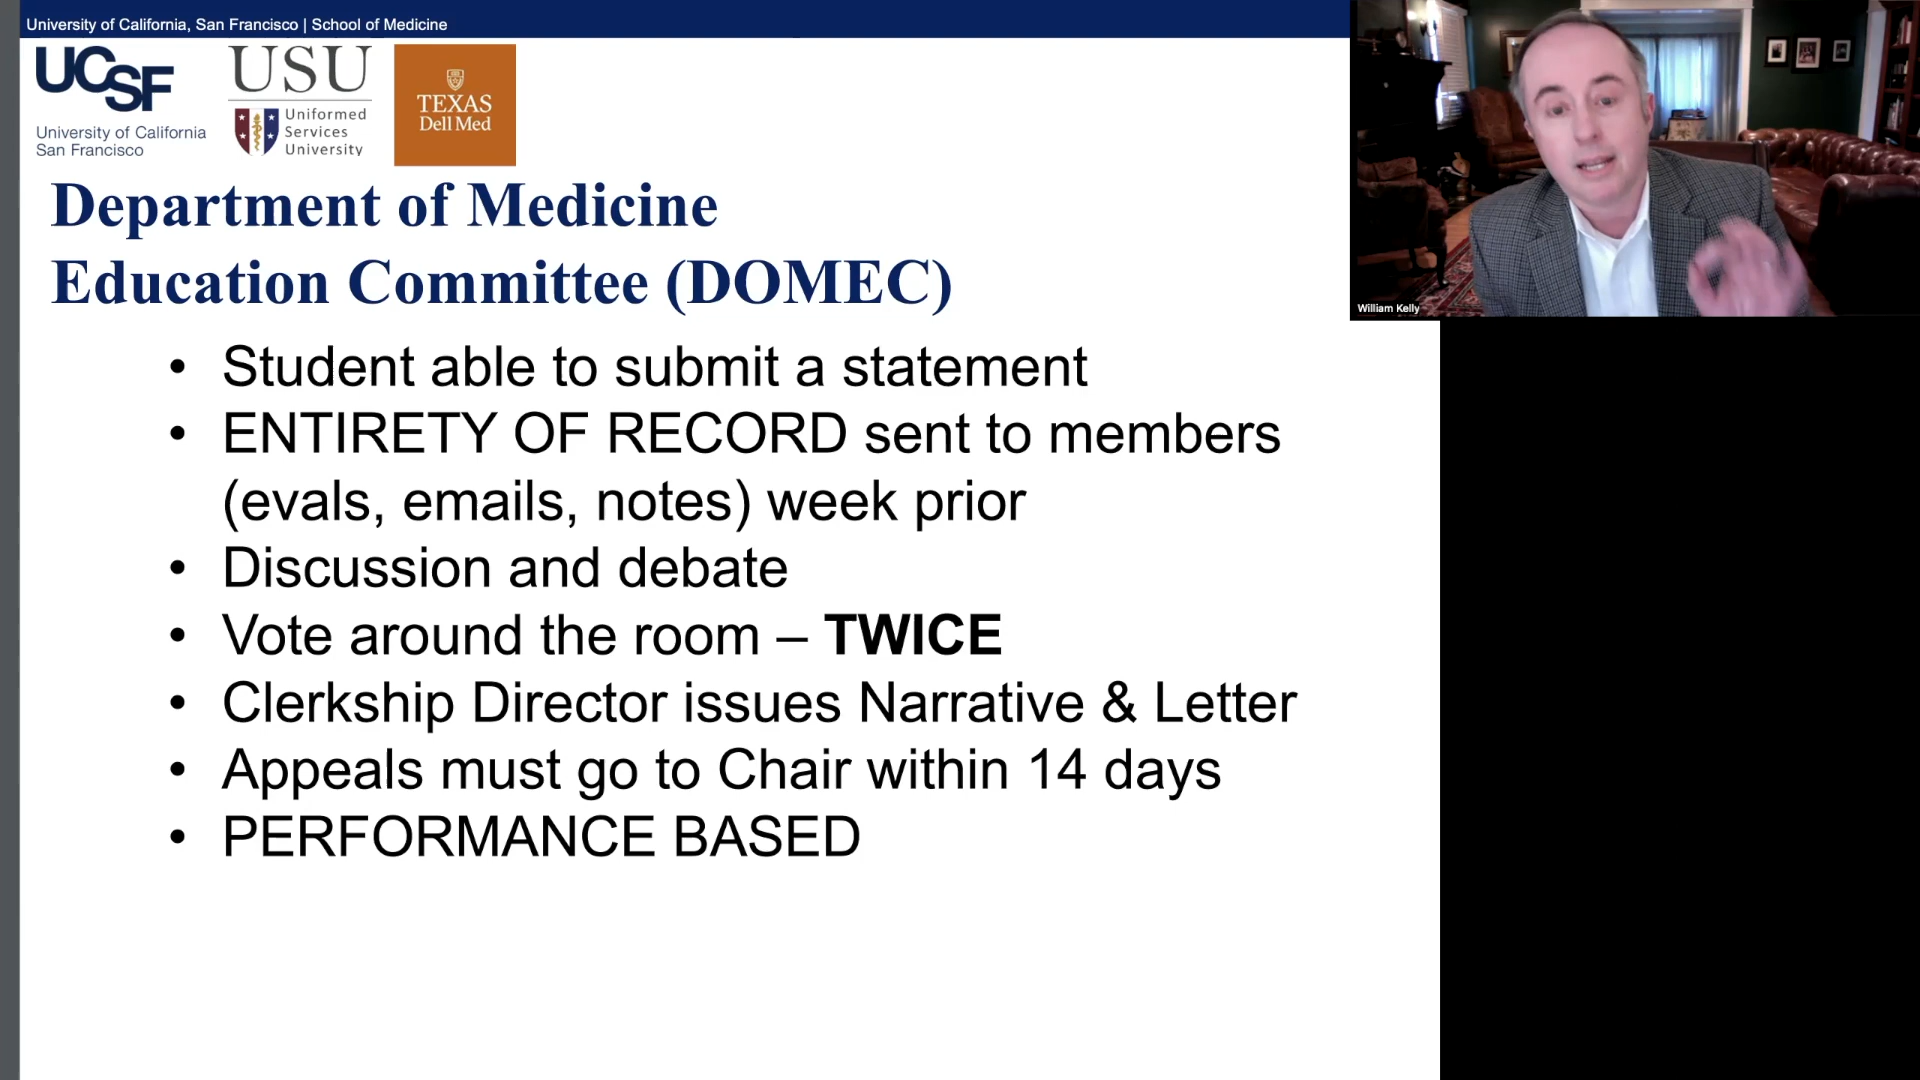 University of California, San Francisco | School of Medicine
UCSF
University of California
San Francisco
USU
Uniformed
Services
University
TEXAS
Dell Med
Department of Medicine
Education Committee (DOMEC)
• Student able to submit a statement
• ENTIRETY OF RECORD sent to members
(evals, emails, notes) week prior
• Discussion and debate
• Vote around the room – TWICE
• Clerkship Director issues Narrative & Letter
• Appeals must go to Chair within 14 days
• PERFORMANCE BASED
William Kelly